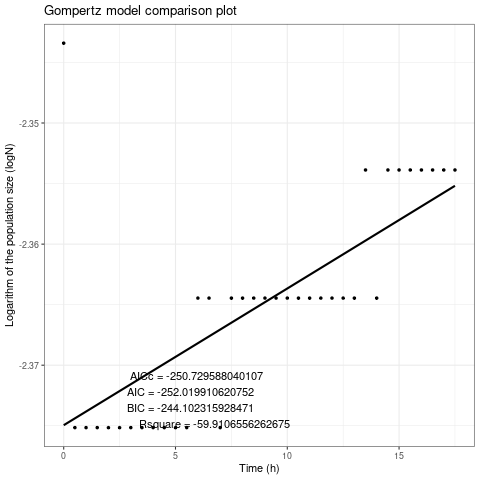 Gompertz model comparison plot
Logarithm of the population size (logN)
-2.35
-2.36
-2.37
AICc = -250.729588040107
AIC = -252.019910620752
BIC = -244.102315928471
Rsquare = -59.9106556262675
0 5 10 15
Time (h)